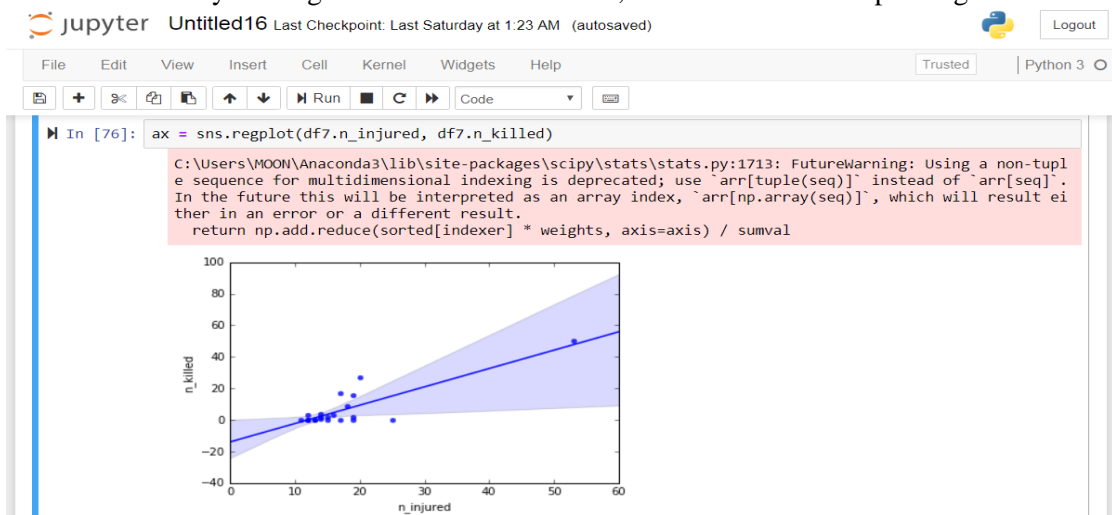 jupyter Untitled16 Last Checkpoint: Last Saturday at 1:23 AM (autosaved)
Logout
File Edit View Insert Cell Kernel Widgets Help
Trusted Python 3
Run Code
In [76]: ax = sns.regplot(df7.n_injured, df7.n_killed)
C:\Users\MOON\Anaconda3\lib\site-packages\scipy\stats\stats.py:1713: FutureWarning: Using a non-tupl
e sequence for multidimensional indexing is deprecated; use `arr[tuple(seq)]` instead of `arr[seq]`.
In the future this will be interpreted as an array index, `arr[np.array(seq)]`, which will result ei
ther in an error or a different result.
return np.add.reduce(sorted[indexer] * weights, axis=axis) / sumval
100
80
60
40
20
0
−20
−40
n_killed
0 10 20 30 40 50 60
n_injured